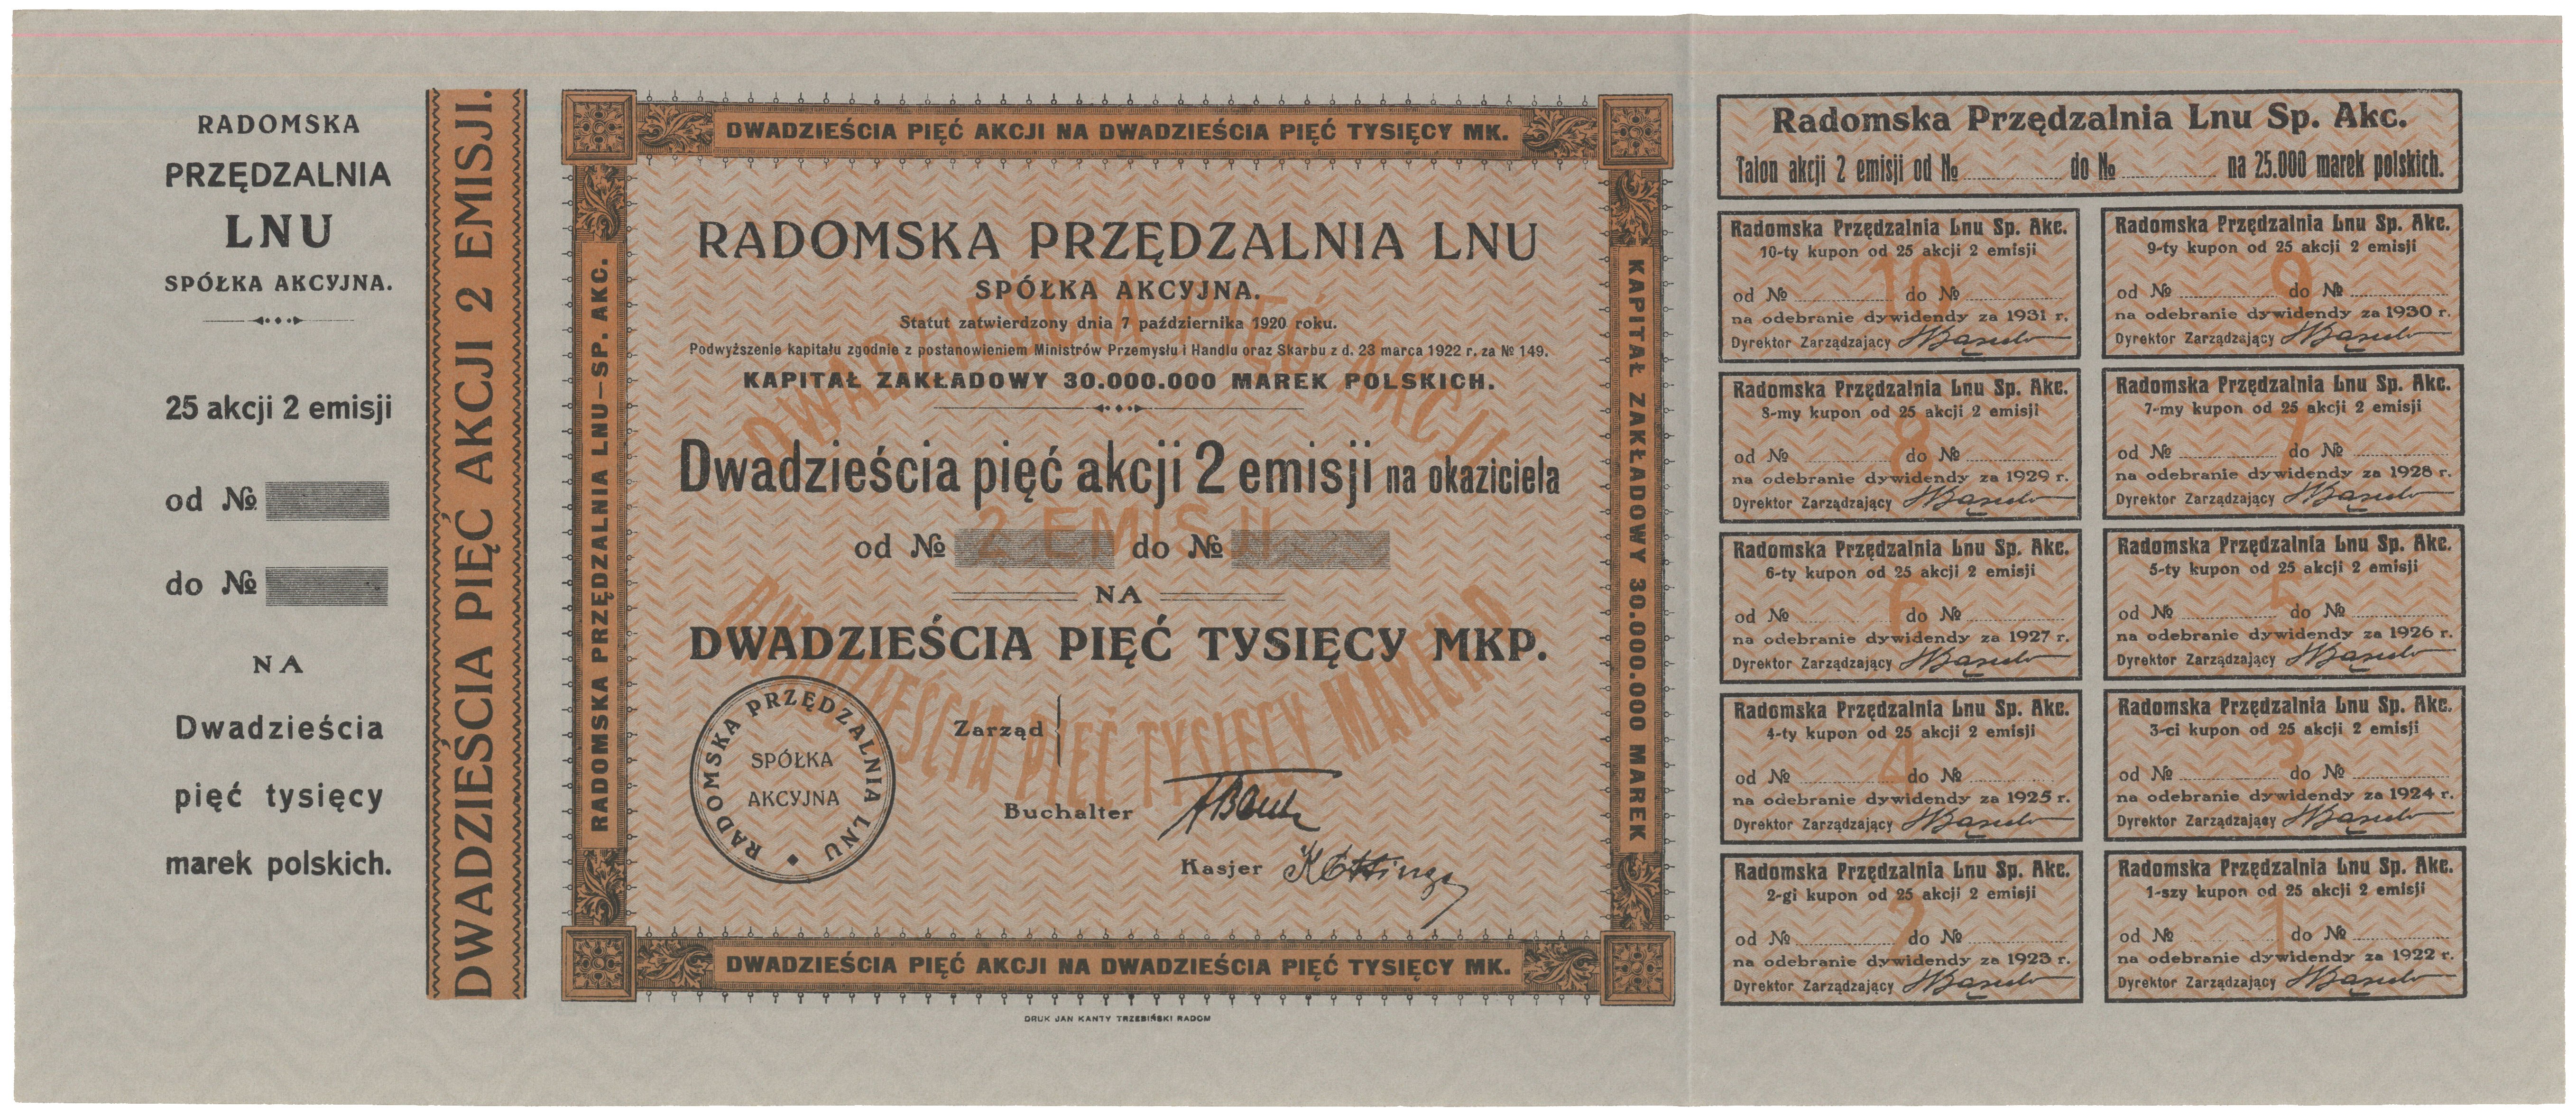 RADOMSKA
PRZĘDZALNIA
LNU
SPÓŁKA AKCYJNA.
25 akcji 2 emisji
od №
do №
NA
Dwadzieścia
pięć tysięcy
marek polskich.
DWADZIEŚCIA PIĘĆ AKCJI 2 EMISJI.
DWADZIEŚCIA PIĘĆ AKCJI NA DWADZIEŚCIA PIĘĆ TYSIĘCY MK.
RADOMSKA PRZĘDZALNIA LNU—SP. AKC.
KAPITAŁ ZAKŁADOWY 30.000.000 MAREK
RADOMSKA PRZĘDZALNIA LNU
SPÓŁKA AKCYJNA.
Statut zatwierdzony dnia 7 października 1920 roku.
Podwyższenie kapitału zgodnie z postanowieniem Ministrów Przemysłu i Handlu oraz Skarbu z d. 23 marca 1922 r. za № 149.
KAPITAŁ ZAKŁADOWY 30.000.000 MAREK POLSKICH.
DWADZIEŚCIA PIĘĆ AKCJI
Dwadzieścia pięć akcji 2 emisji na okaziciela
2 EMISJI
od № do №
NA
DWADZIEŚCIA PIĘĆ TYSIĘCY MKP.
DWADZIEŚCIA PIĘĆ TYSIĘCY MAREK
RADOMSKA PRZĘDZALNIA LNU
SPÓŁKA
AKCYJNA
Zarząd
Buchalter
Kasjer
DWADZIEŚCIA PIĘĆ AKCJI NA DWADZIEŚCIA PIĘĆ TYSIĘCY MK.
DRUK JAN KANTY TRZEBIŃSKI RADOM
Radomska Przędzalnia Lnu Sp. Akc.
Talon akcji 2 emisji od № do № na 25.000 marek polskich.
Radomska Przędzalnia Lnu Sp. Akc.
10-ty kupon od 25 akcji 2 emisji
10
od № do №
na odebranie dywidendy za 1931 r.
Dyrektor Zarządzający
Radomska Przędzalnia Lnu Sp. Akc.
9-ty kupon od 25 akcji 2 emisji
9
od № do №
na odebranie dywidendy za 1930 r.
Dyrektor Zarządzający
Radomska Przędzalnia Lnu Sp. Akc.
8-my kupon od 25 akcji 2 emisji
8
od № do №
na odebranie dywidendy za 1929 r.
Dyrektor Zarządzający
Radomska Przędzalnia Lnu Sp. Akc.
7-my kupon od 25 akcji 2 emisji
7
od № do №
na odebranie dywidendy za 1928 r.
Dyrektor Zarządzający
Radomska Przędzalnia Lnu Sp. Akc.
6-ty kupon od 25 akcji 2 emisji
6
od № do №
na odebranie dywidendy za 1927 r.
Dyrektor Zarządzający
Radomska Przędzalnia Lnu Sp. Akc.
5-ty kupon od 25 akcji 2 emisji
5
od № do №
na odebranie dywidendy za 1926 r.
Dyrektor Zarządzający
Radomska Przędzalnia Lnu Sp. Akc.
4-ty kupon od 25 akcji 2 emisji
4
od № do №
na odebranie dywidendy za 1925 r.
Dyrektor Zarządzający
Radomska Przędzalnia Lnu Sp. Akc.
3-ci kupon od 25 akcji 2 emisji
3
od № do №
na odebranie dywidendy za 1924 r.
Dyrektor Zarządzający
Radomska Przędzalnia Lnu Sp. Akc.
2-gi kupon od 25 akcji 2 emisji
2
od № do №
na odebranie dywidendy za 1923 r.
Dyrektor Zarządzający
Radomska Przędzalnia Lnu Sp. Akc.
1-szy kupon od 25 akcji 2 emisji
1
od № do №
na odebranie dywidendy za 1922 r.
Dyrektor Zarządzający